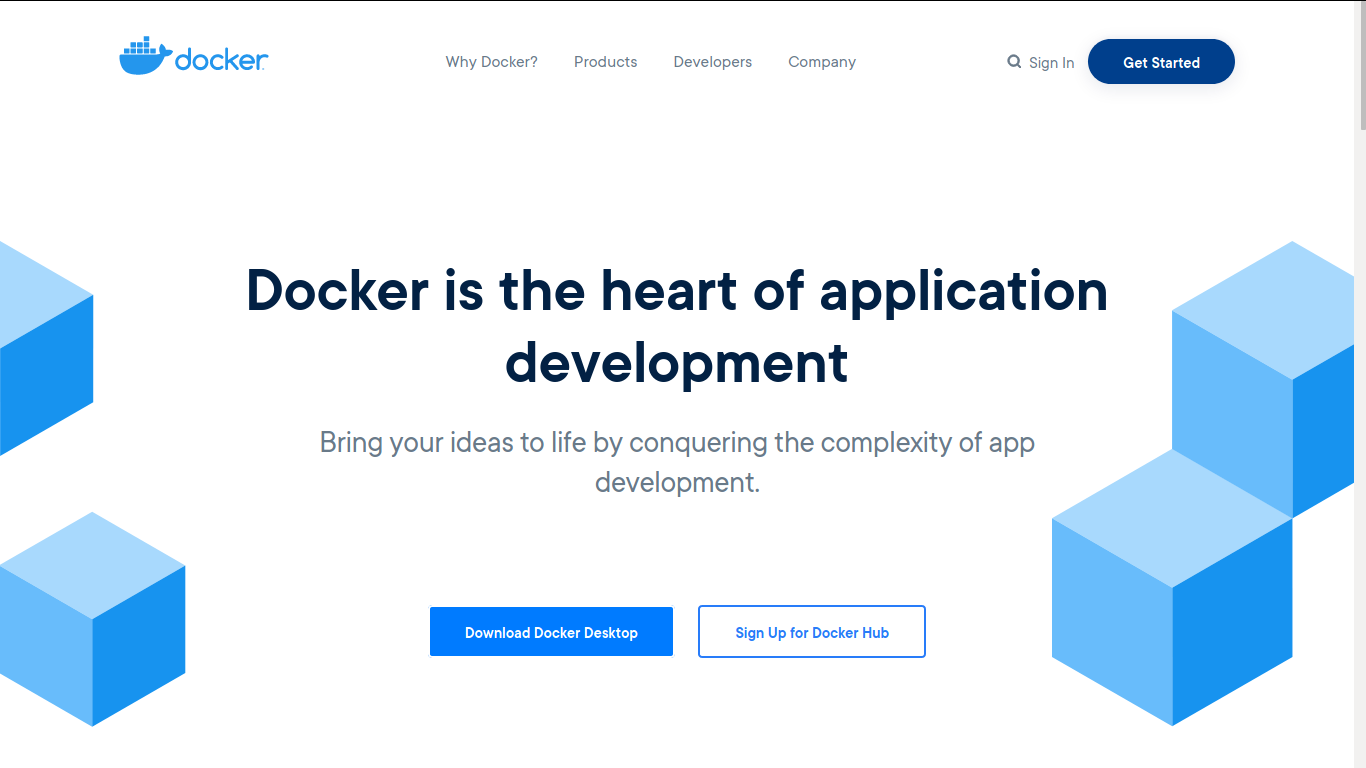 docker
Why Docker?
Products
Developers
Company
Sign In
Get Started
Docker is the heart of application
development
Bring your ideas to life by conquering the complexity of app
development.
Download Docker Desktop
Sign Up for Docker Hub